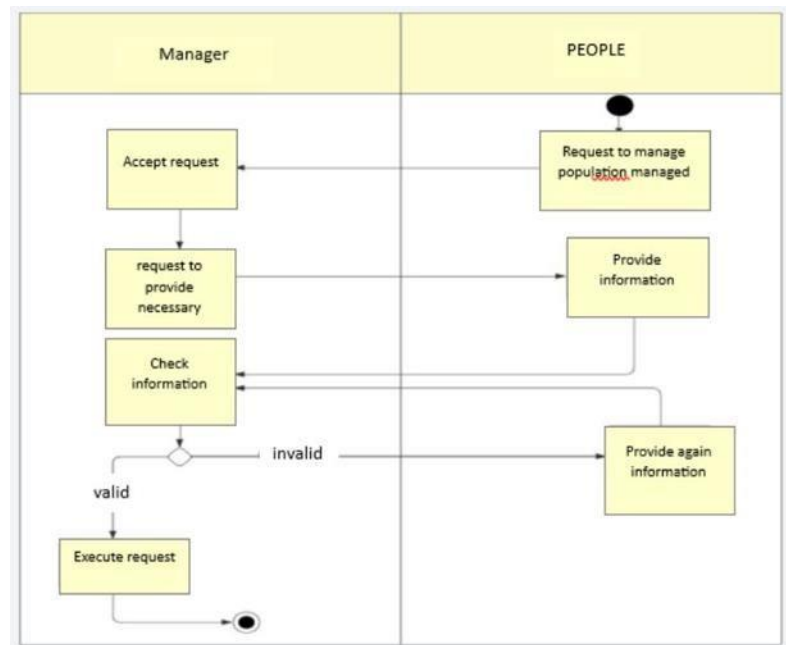 Manager
PEOPLE
Accept request
Request to manage
population managed
request to
provide
necessary
Provide
information
Check
information
invalid
Provide again
information
valid
Execute request